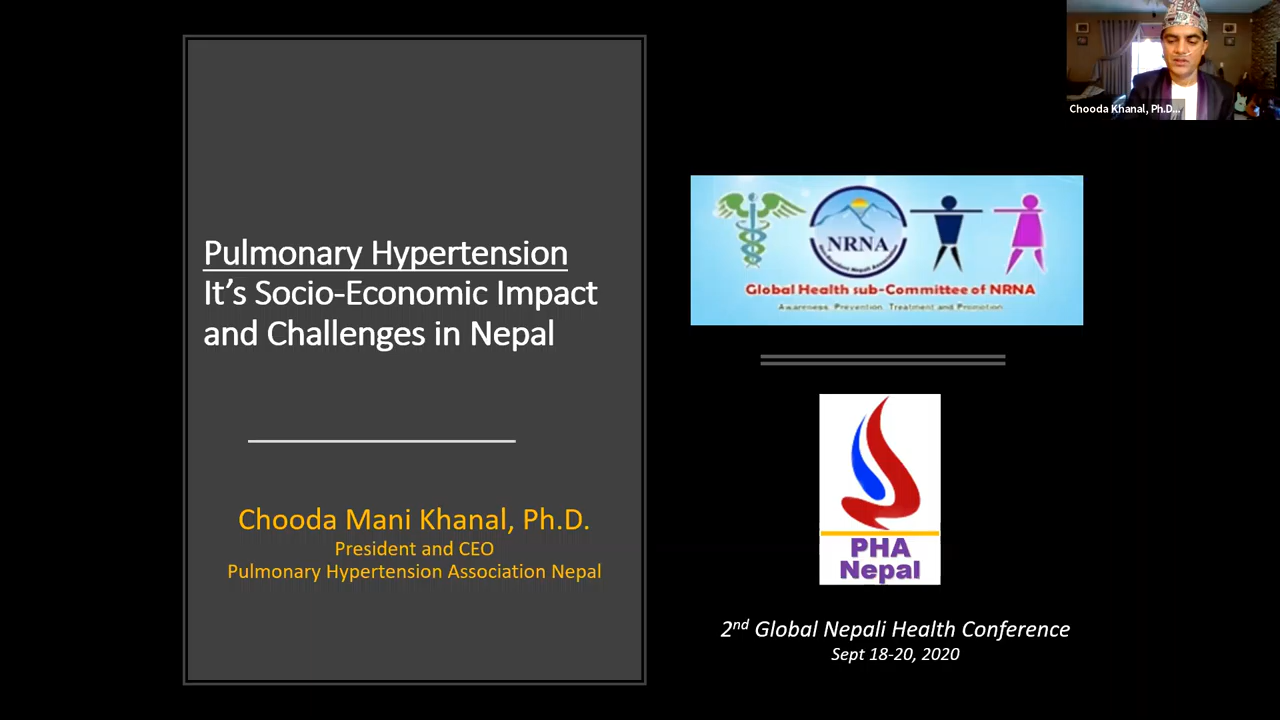 Pulmonary Hypertension
It's Socio-Economic Impact
and Challenges in Nepal
Chooda Mani Khanal, Ph.D.
President and CEO
Pulmonary Hypertension Association Nepal
Chooda Khanal, Ph.D...
NRNA
Global Health sub-Committee of NRNA
Awareness, Prevention, Treatment and Promotion
PHA
Nepal
2nd Global Nepali Health Conference
Sept 18-20, 2020